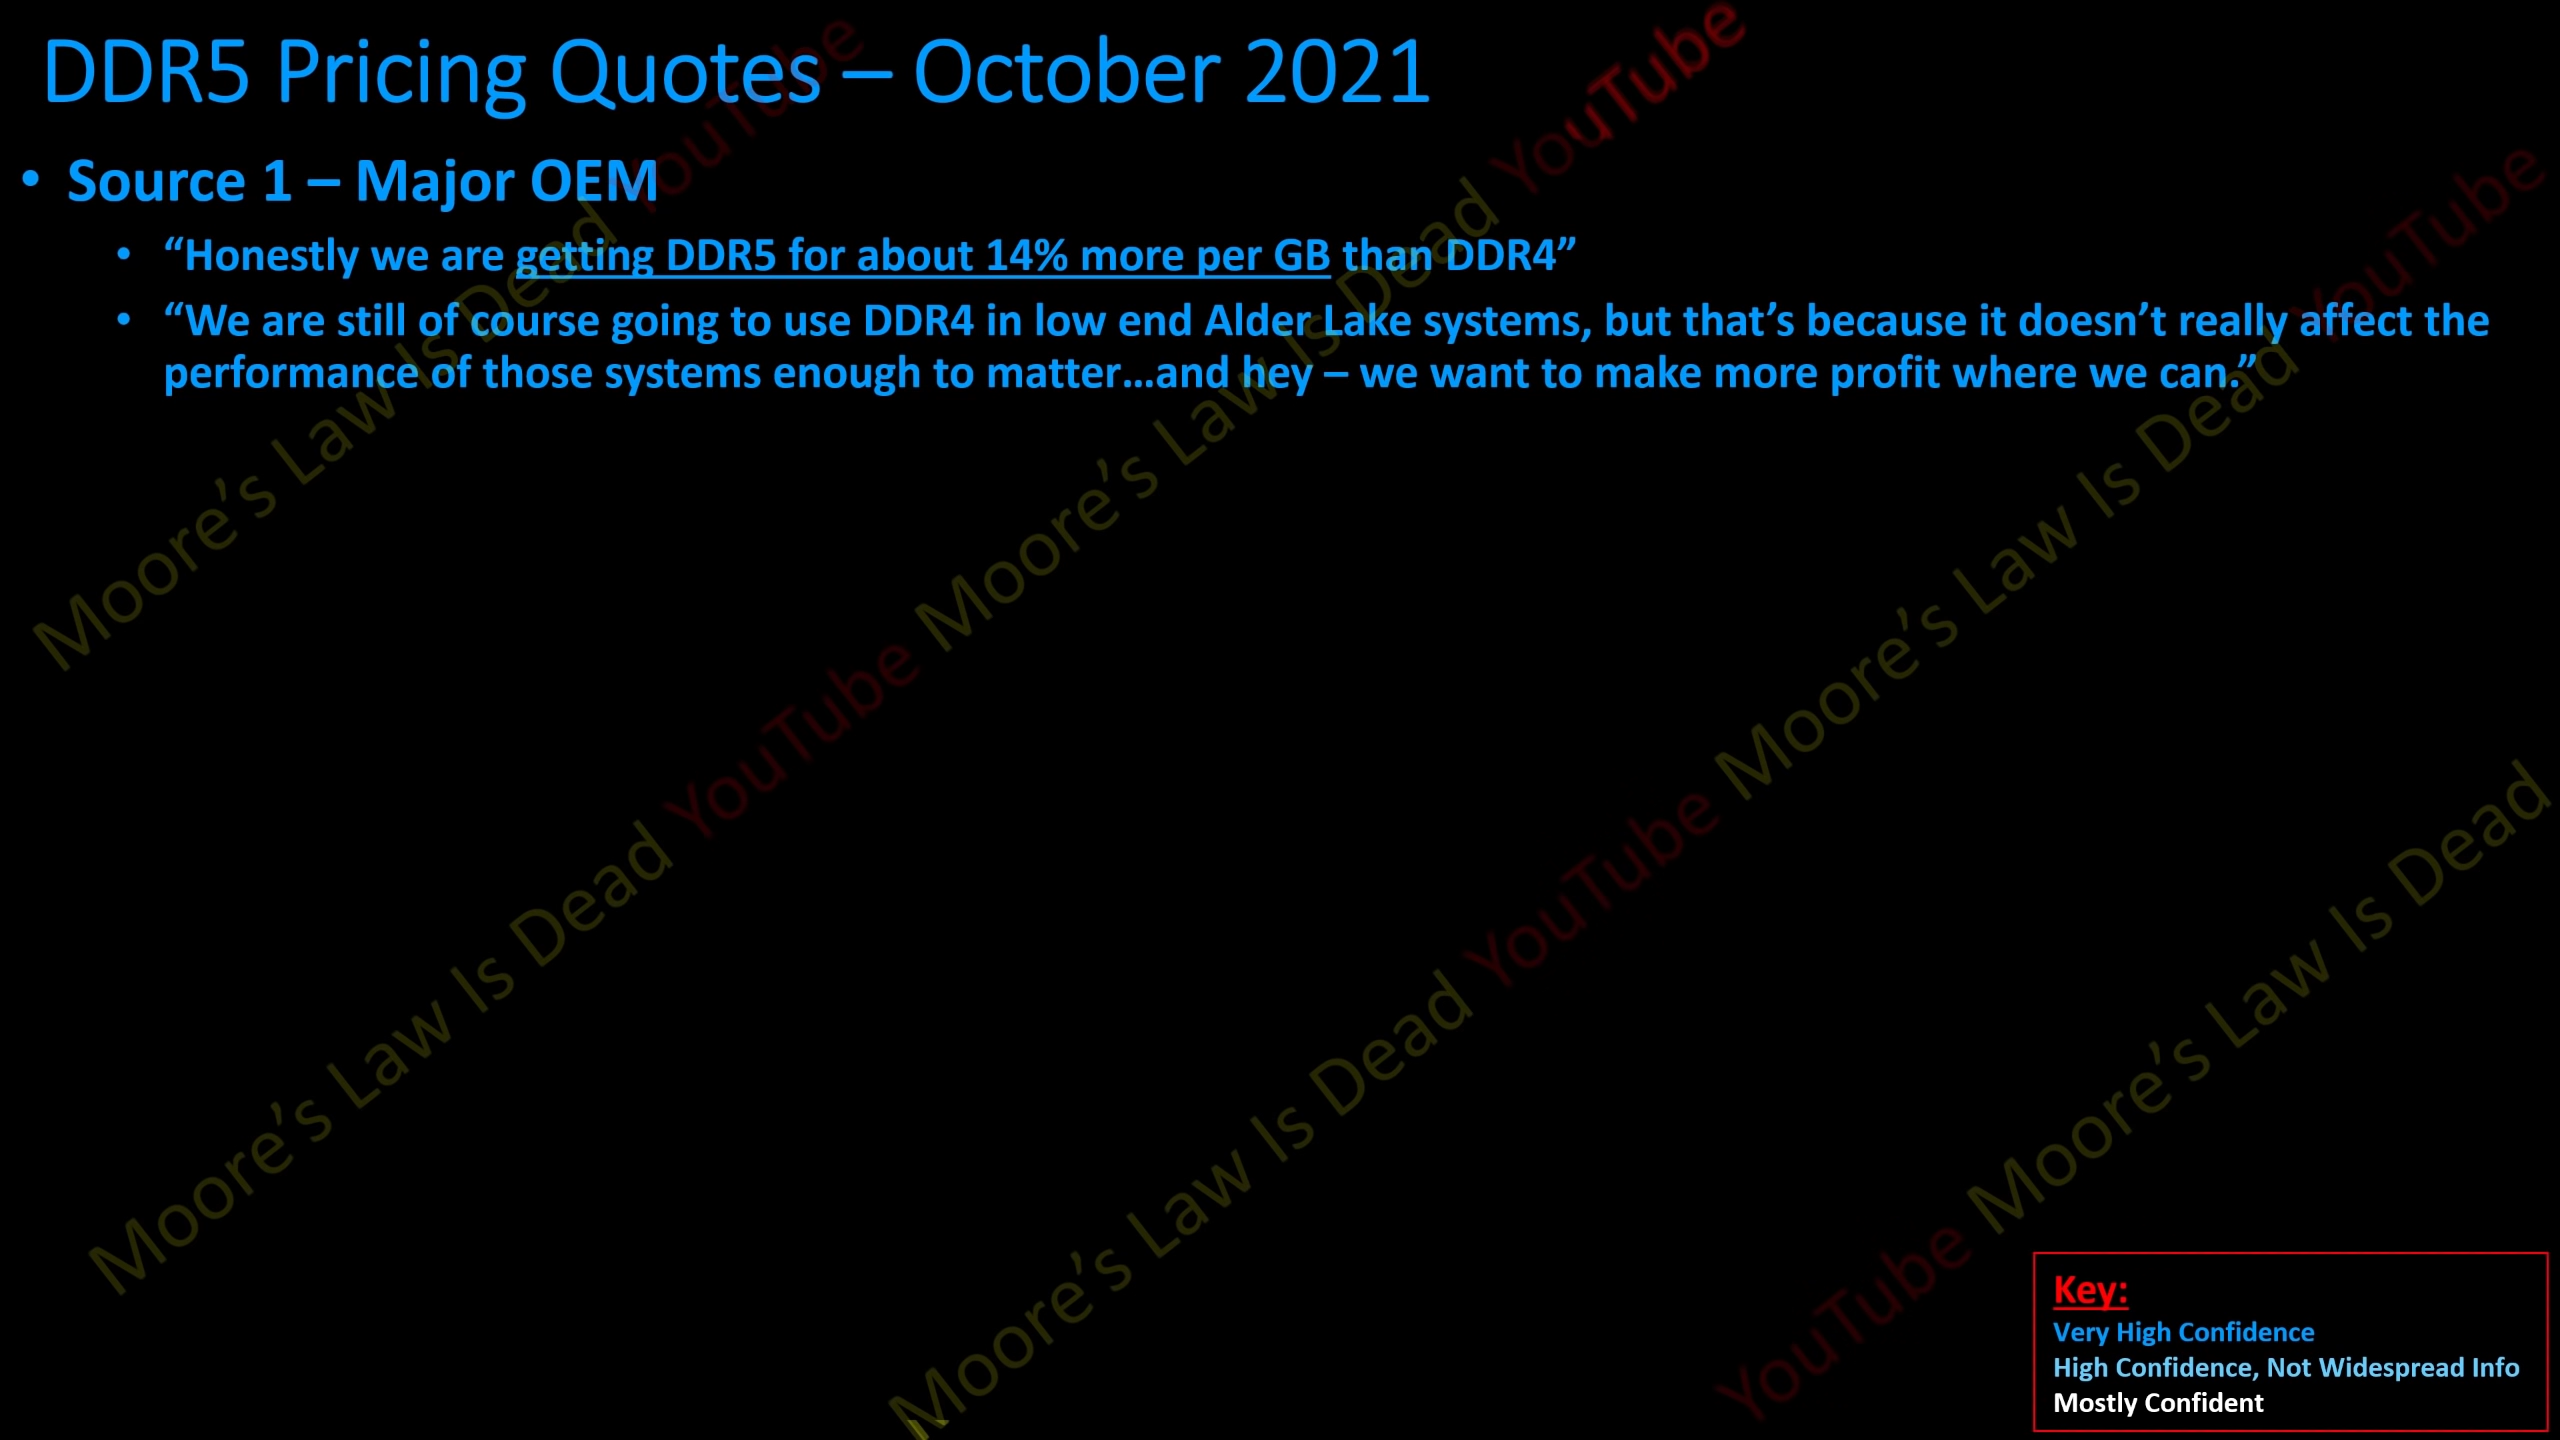 DDR5 Pricing Quotes – October 2021
• Source 1 – Major OEM
• “Honestly we are getting DDR5 for about 14% more per GB than DDR4”
• “We are still of course going to use DDR4 in low end Alder Lake systems, but that’s because it doesn’t really affect the
performance of those systems enough to matter…and hey – we want to make more profit where we can.”
Moore’s Law Is Dead YouTube
Moore’s Law Is Dead YouTube Moore’s Law Is Dead YouTube
Moore’s Law Is Dead YouTube Moore’s Law Is Dead YouTube
YouTube Moore’s Law Is Dead
Key:
Very High Confidence
High Confidence, Not Widespread Info
Mostly Confident